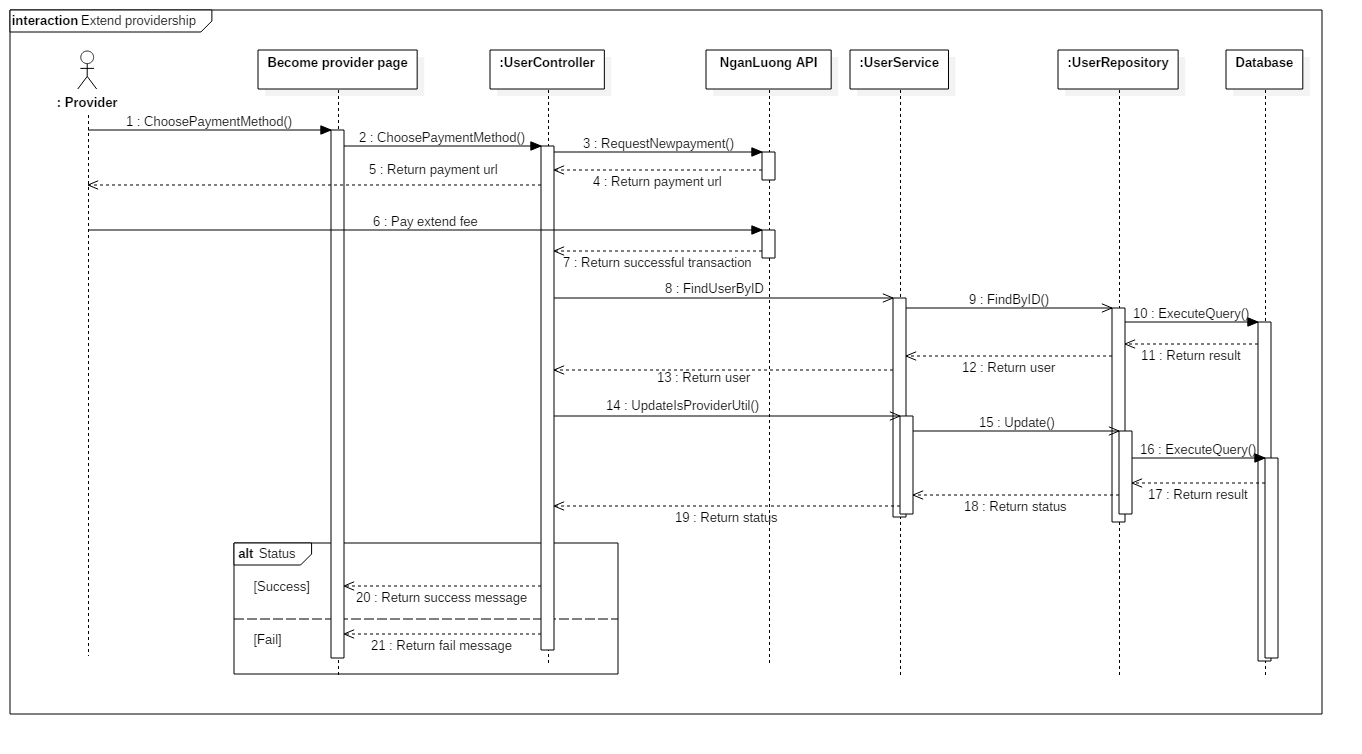 interaction Extend providership
: Provider
Become provider page
:UserController
NganLuong API
:UserService
:UserRepository
Database
1 : ChoosePaymentMethod()
2 : ChoosePaymentMethod()
3 : RequestNewpayment()
4 : Return payment url
5 : Return payment url
6 : Pay extend fee
7 : Return successful transaction
8 : FindUserByID
9 : FindByID()
10 : ExecuteQuery()
11 : Return result
12 : Return user
13 : Return user
14 : UpdateIsProviderUtil()
15 : Update()
16 : ExecuteQuery()
17 : Return result
18 : Return status
19 : Return status
alt Status
[Success]
20 : Return success message
[Fail]
21 : Return fail message